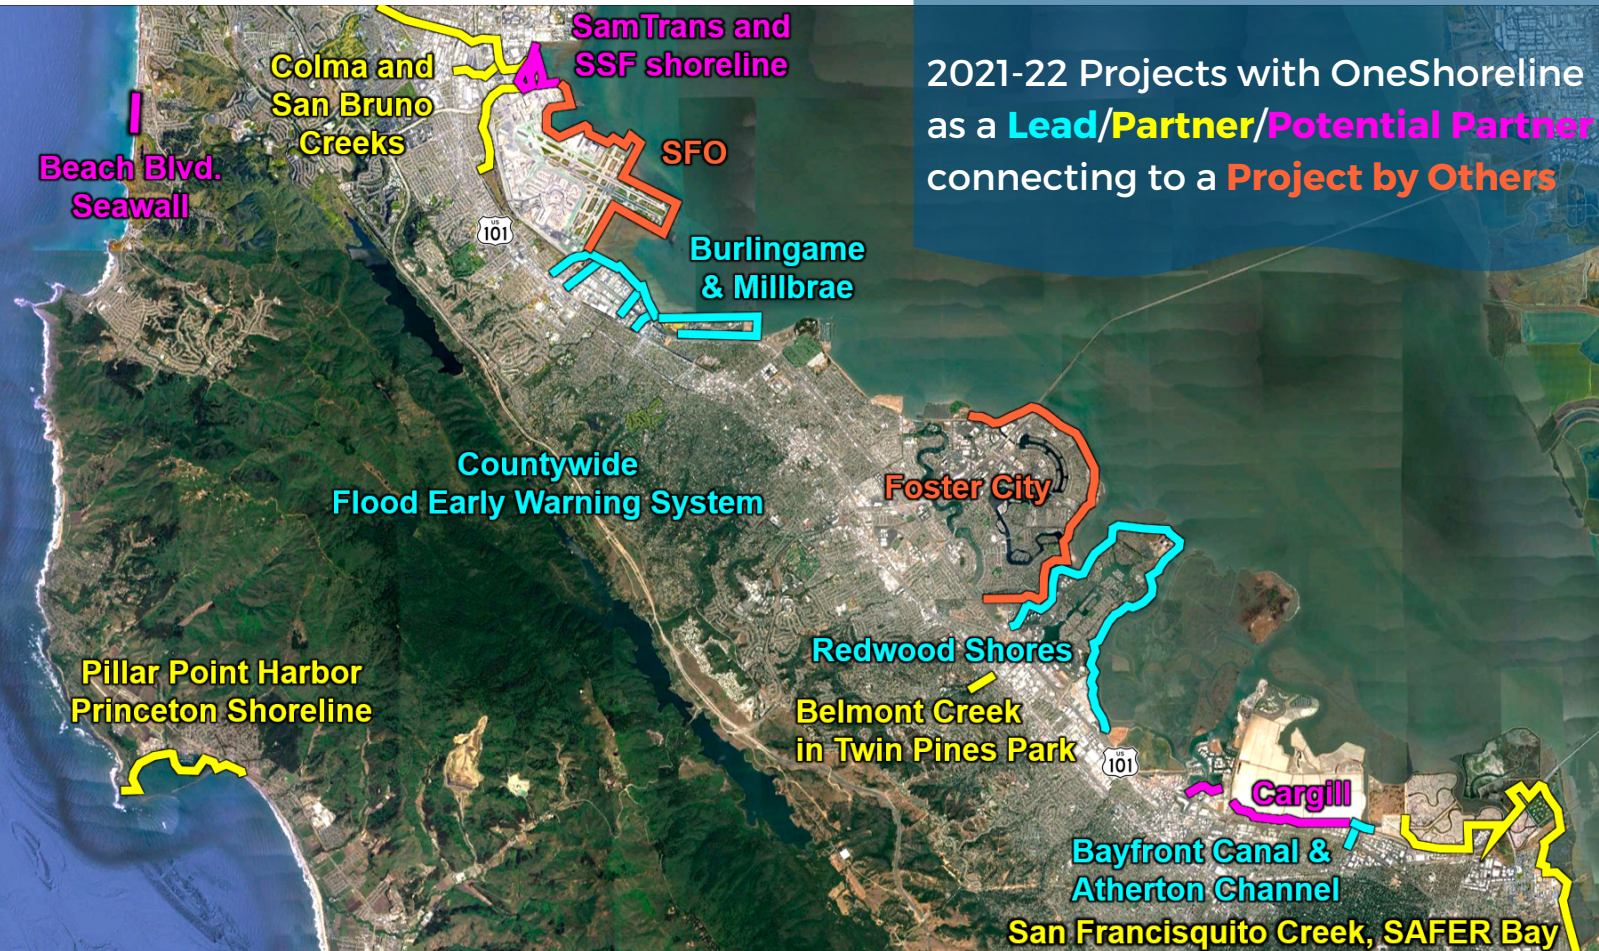 SamTrans and
SSF shoreline
2021-22 Projects with OneShoreline
as a Lead/Partner/Potential Partner
connecting to a Project by Others
Colma and
San Bruno
Creeks
Beach Blvd.
Seawall
SFO
US
101
Burlingame
& Millbrae
Countywide
Flood Early Warning System
Foster City
Redwood Shores
Pillar Point Harbor
Princeton Shoreline
Belmont Creek
in Twin Pines Park
US
101
Cargill
Bayfront Canal &
Atherton Channel
San Francisquito Creek, SAFER Bay